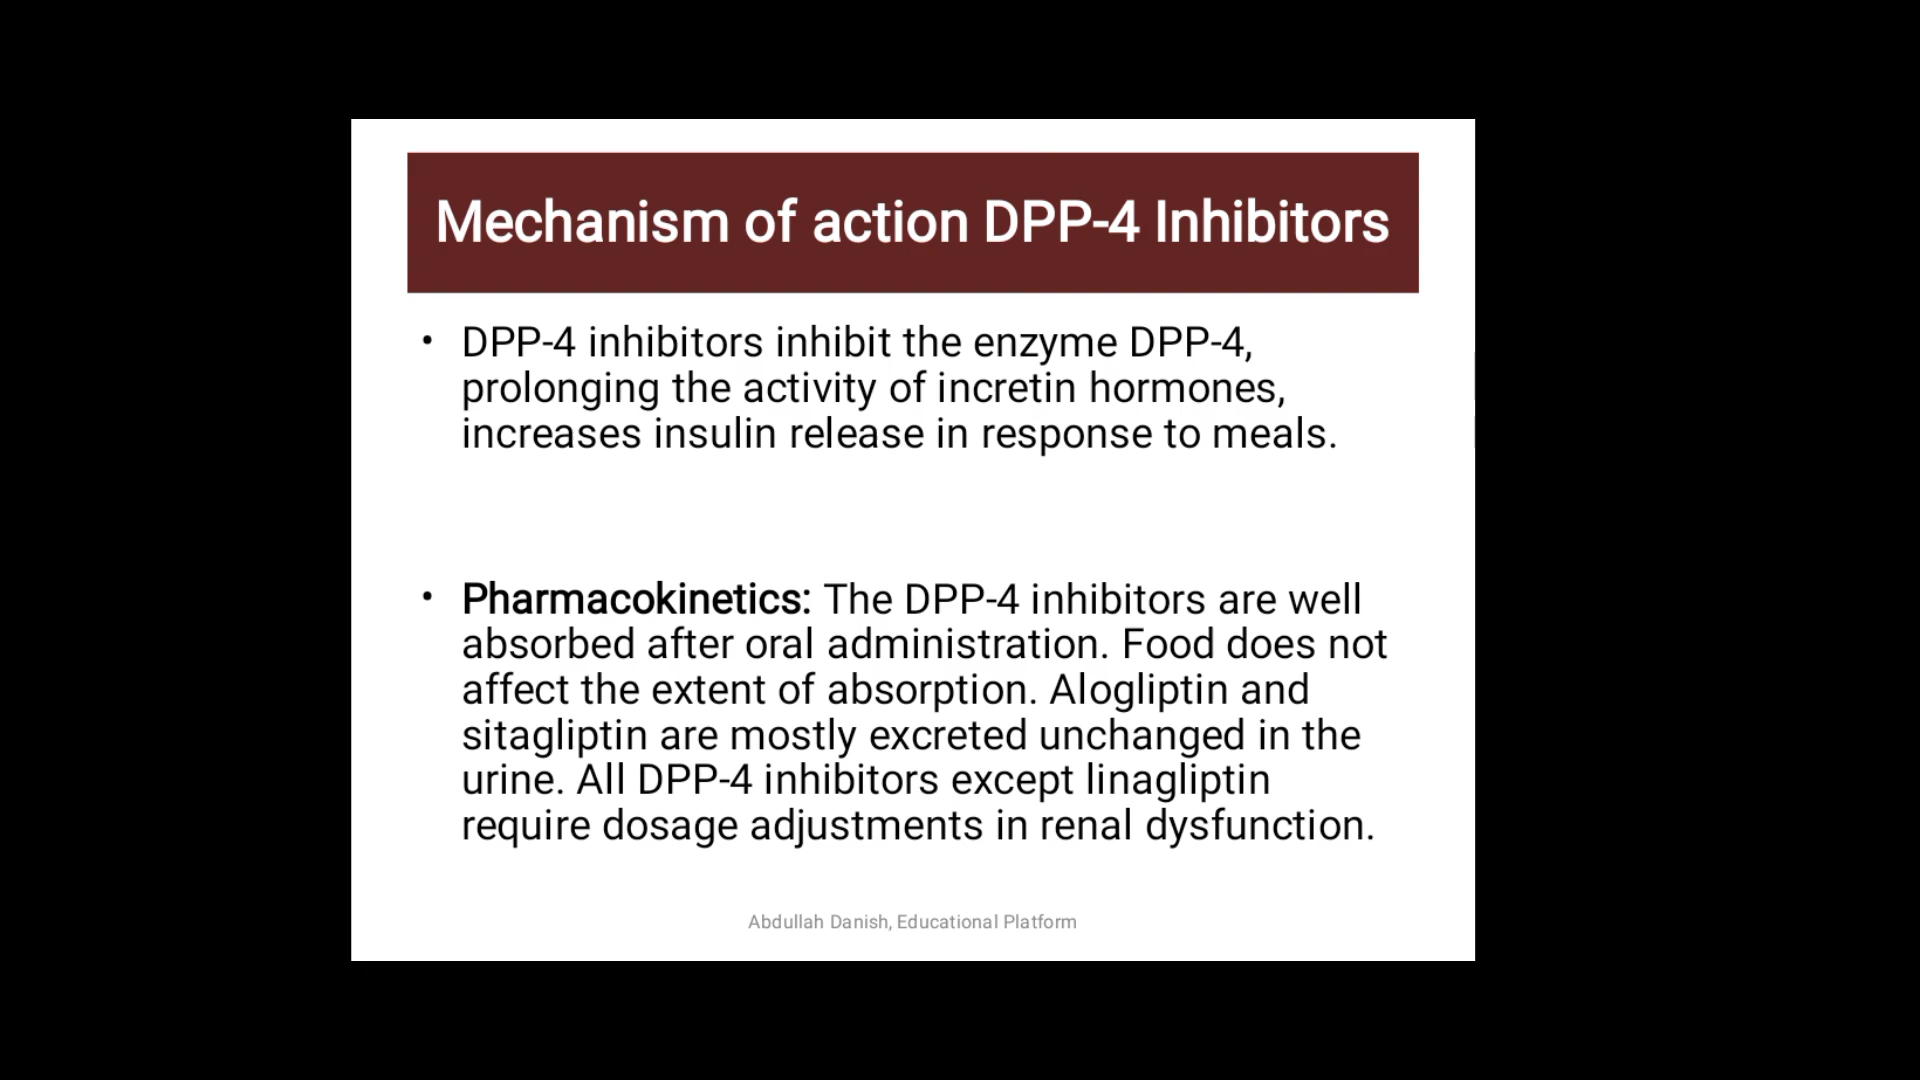 Mechanism of action DPP-4 Inhibitors
• DPP-4 inhibitors inhibit the enzyme DPP-4,
prolonging the activity of incretin hormones,
increases insulin release in response to meals.
• Pharmacokinetics: The DPP-4 inhibitors are well
absorbed after oral administration. Food does not
affect the extent of absorption. Alogliptin and
sitagliptin are mostly excreted unchanged in the
urine. All DPP-4 inhibitors except linagliptin
require dosage adjustments in renal dysfunction.
Abdullah Danish, Educational Platform